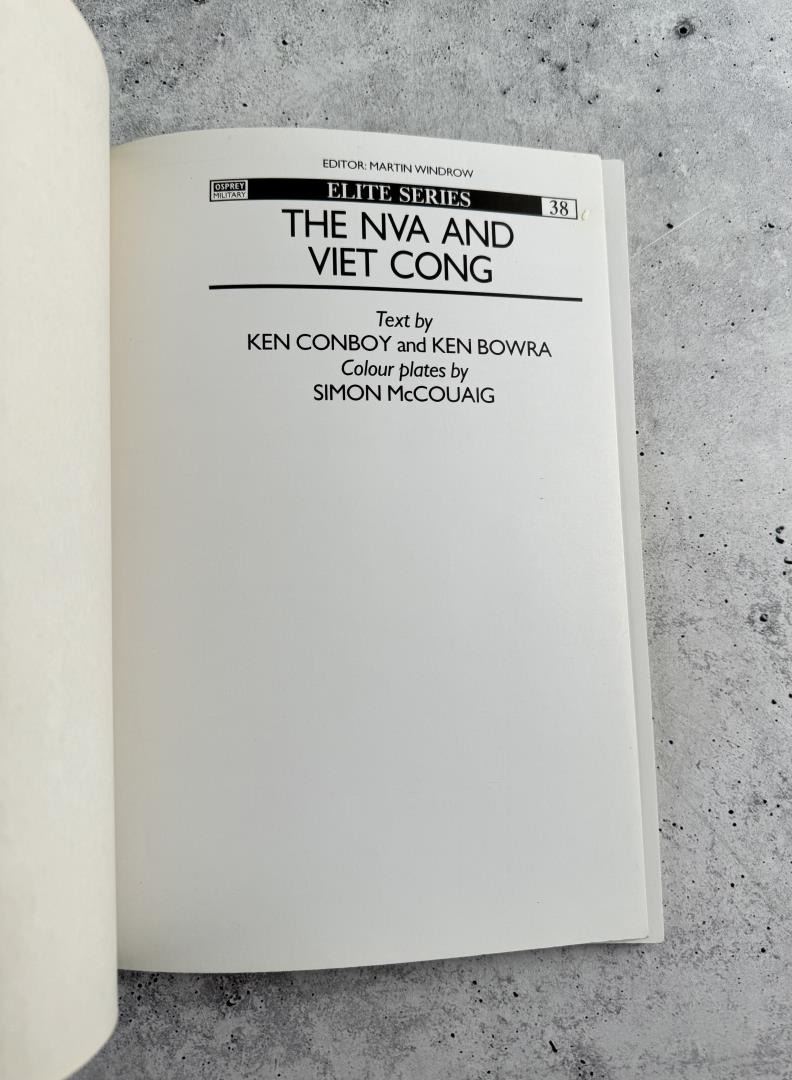 EDITOR: MARTIN WINDROW
OSPREY
MILITARY
ELITE SERIES
38
THE NVA AND
VIET CONG
Text by
KEN CONBOY and KEN BOWRA
Colour plates by
SIMON McCOUAIG